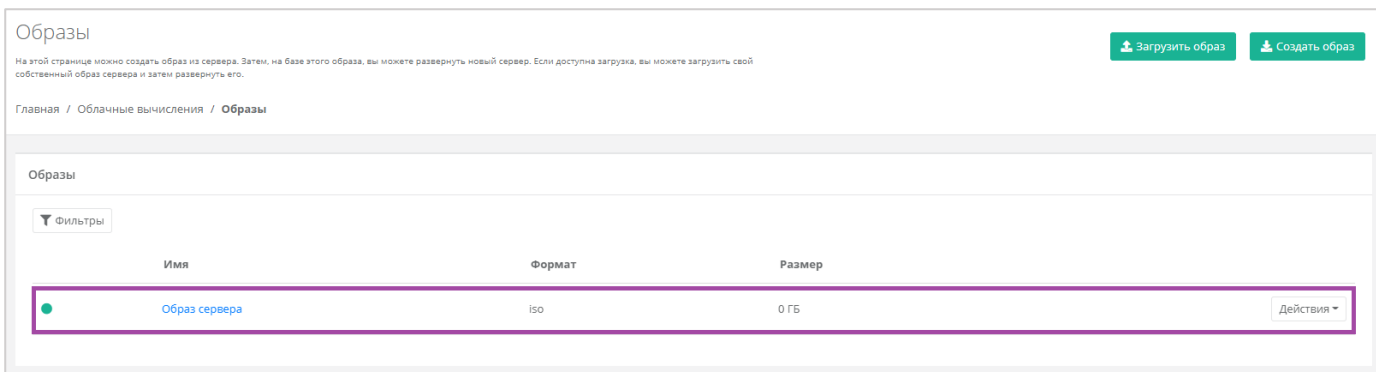 Образы
Загрузить образ
Создать образ
На этой странице можно создать образ из сервера. Затем, на базе этого образа, вы можете развернуть новый сервер. Если доступна загрузка, вы можете загрузить свой
собственный образ сервера и затем развернуть его.
Главная / Облачные вычисления / Образы
Образы
Фильтры
Имя Формат Размер
Образ сервера iso 0 ГБ Действия